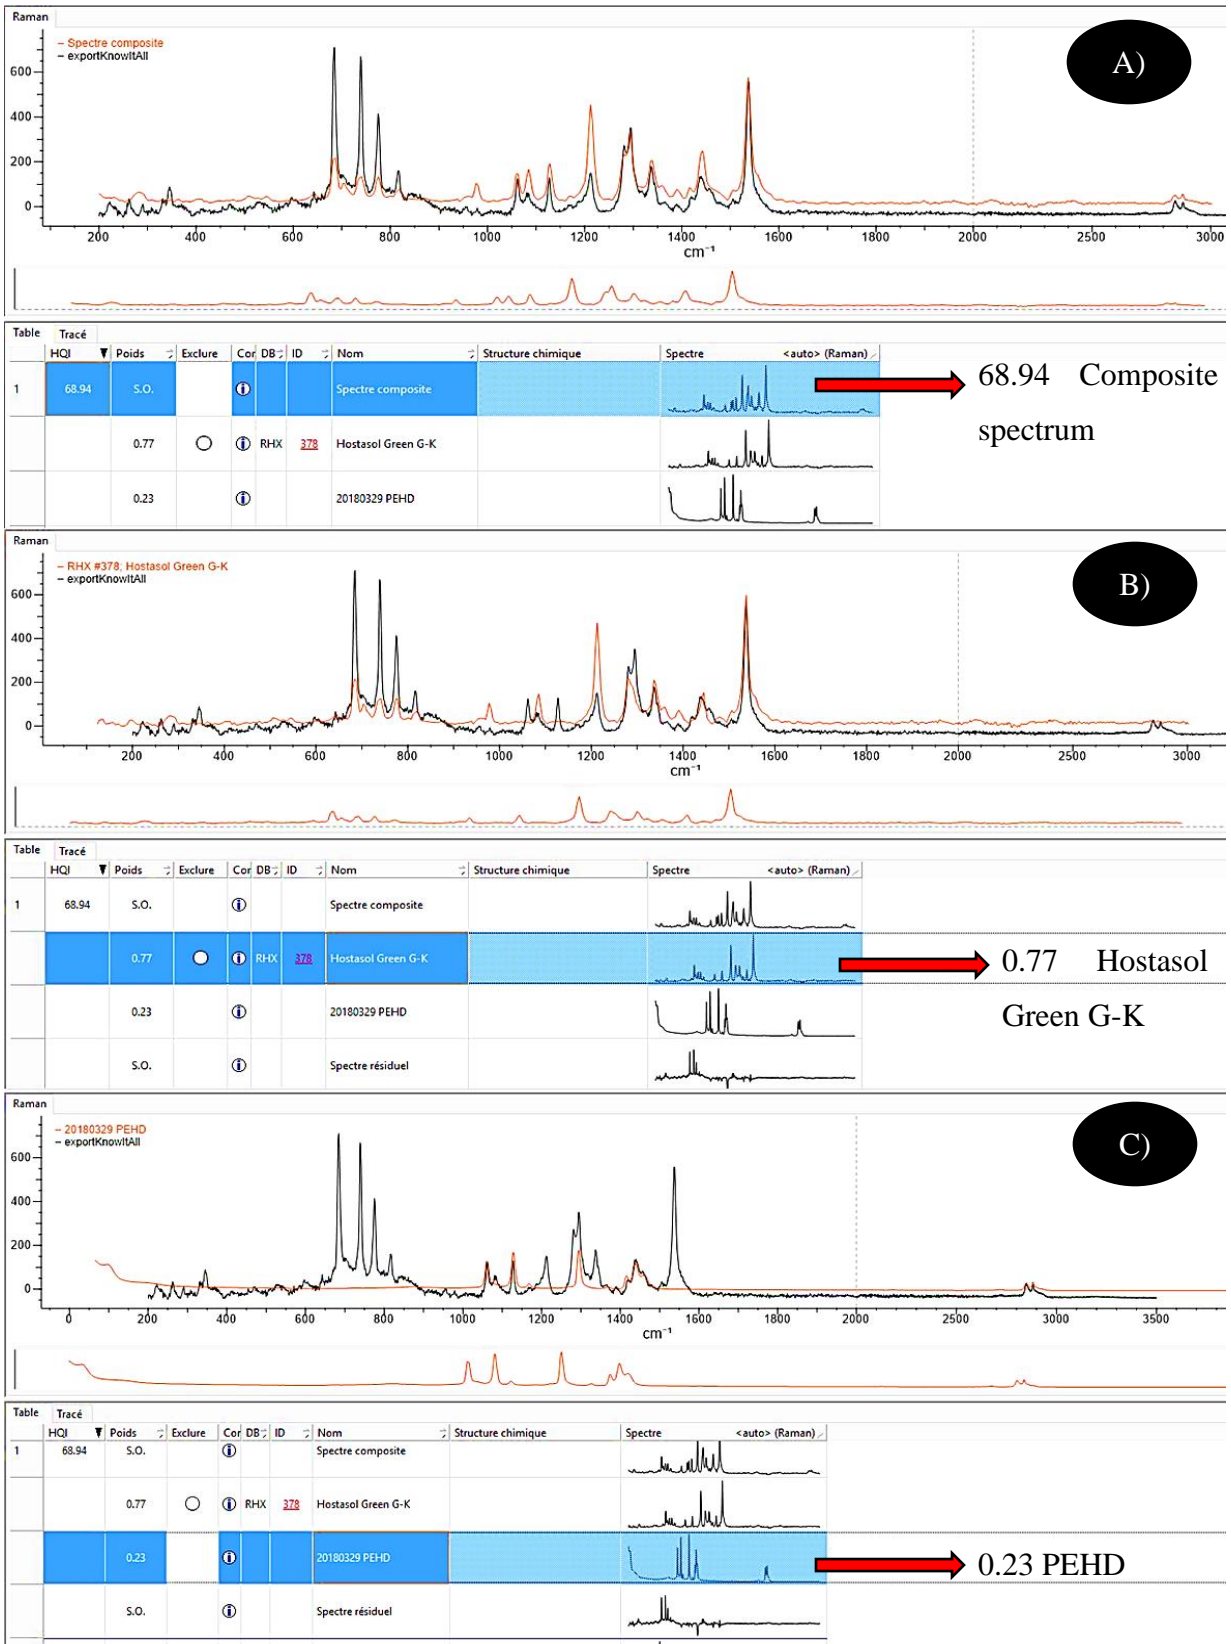 Raman
– Spectre composite
– exportKnowItAll
A)
600
400
200
0
200 400 600 800 1000 1200 1400 1600 1800 2000 2500 3000
cm⁻¹
Table Tracé
HQI Poids Exclure Cor DB ID Nom Structure chimique Spectre <auto> (Raman)
1 68.94 S.O. Spectre composite
0.77 RHX 378 Hostasol Green G-K
0.23 20180329 PEHD
68.94 Composite
spectrum
Raman
– RHX #378; Hostasol Green G-K
– exportKnowItAll
B)
600
400
200
0
200 400 600 800 1000 1200 1400 1600 1800 2000 2500 3000
cm⁻¹
Table Tracé
HQI Poids Exclure Cor DB ID Nom Structure chimique Spectre <auto> (Raman)
1 68.94 S.O. Spectre composite
0.77 RHX 378 Hostasol Green G-K
0.23 20180329 PEHD
S.O. Spectre résiduel
0.77 Hostasol
Green G-K
Raman
– 20180329 PEHD
– exportKnowItAll
C)
600
400
200
0
0 200 400 600 800 1000 1200 1400 1600 1800 2000 2500 3000 3500
cm⁻¹
Table Tracé
HQI Poids Exclure Cor DB ID Nom Structure chimique Spectre <auto> (Raman)
1 68.94 S.O. Spectre composite
0.77 RHX 378 Hostasol Green G-K
0.23 20180329 PEHD
S.O. Spectre résiduel
0.23 PEHD